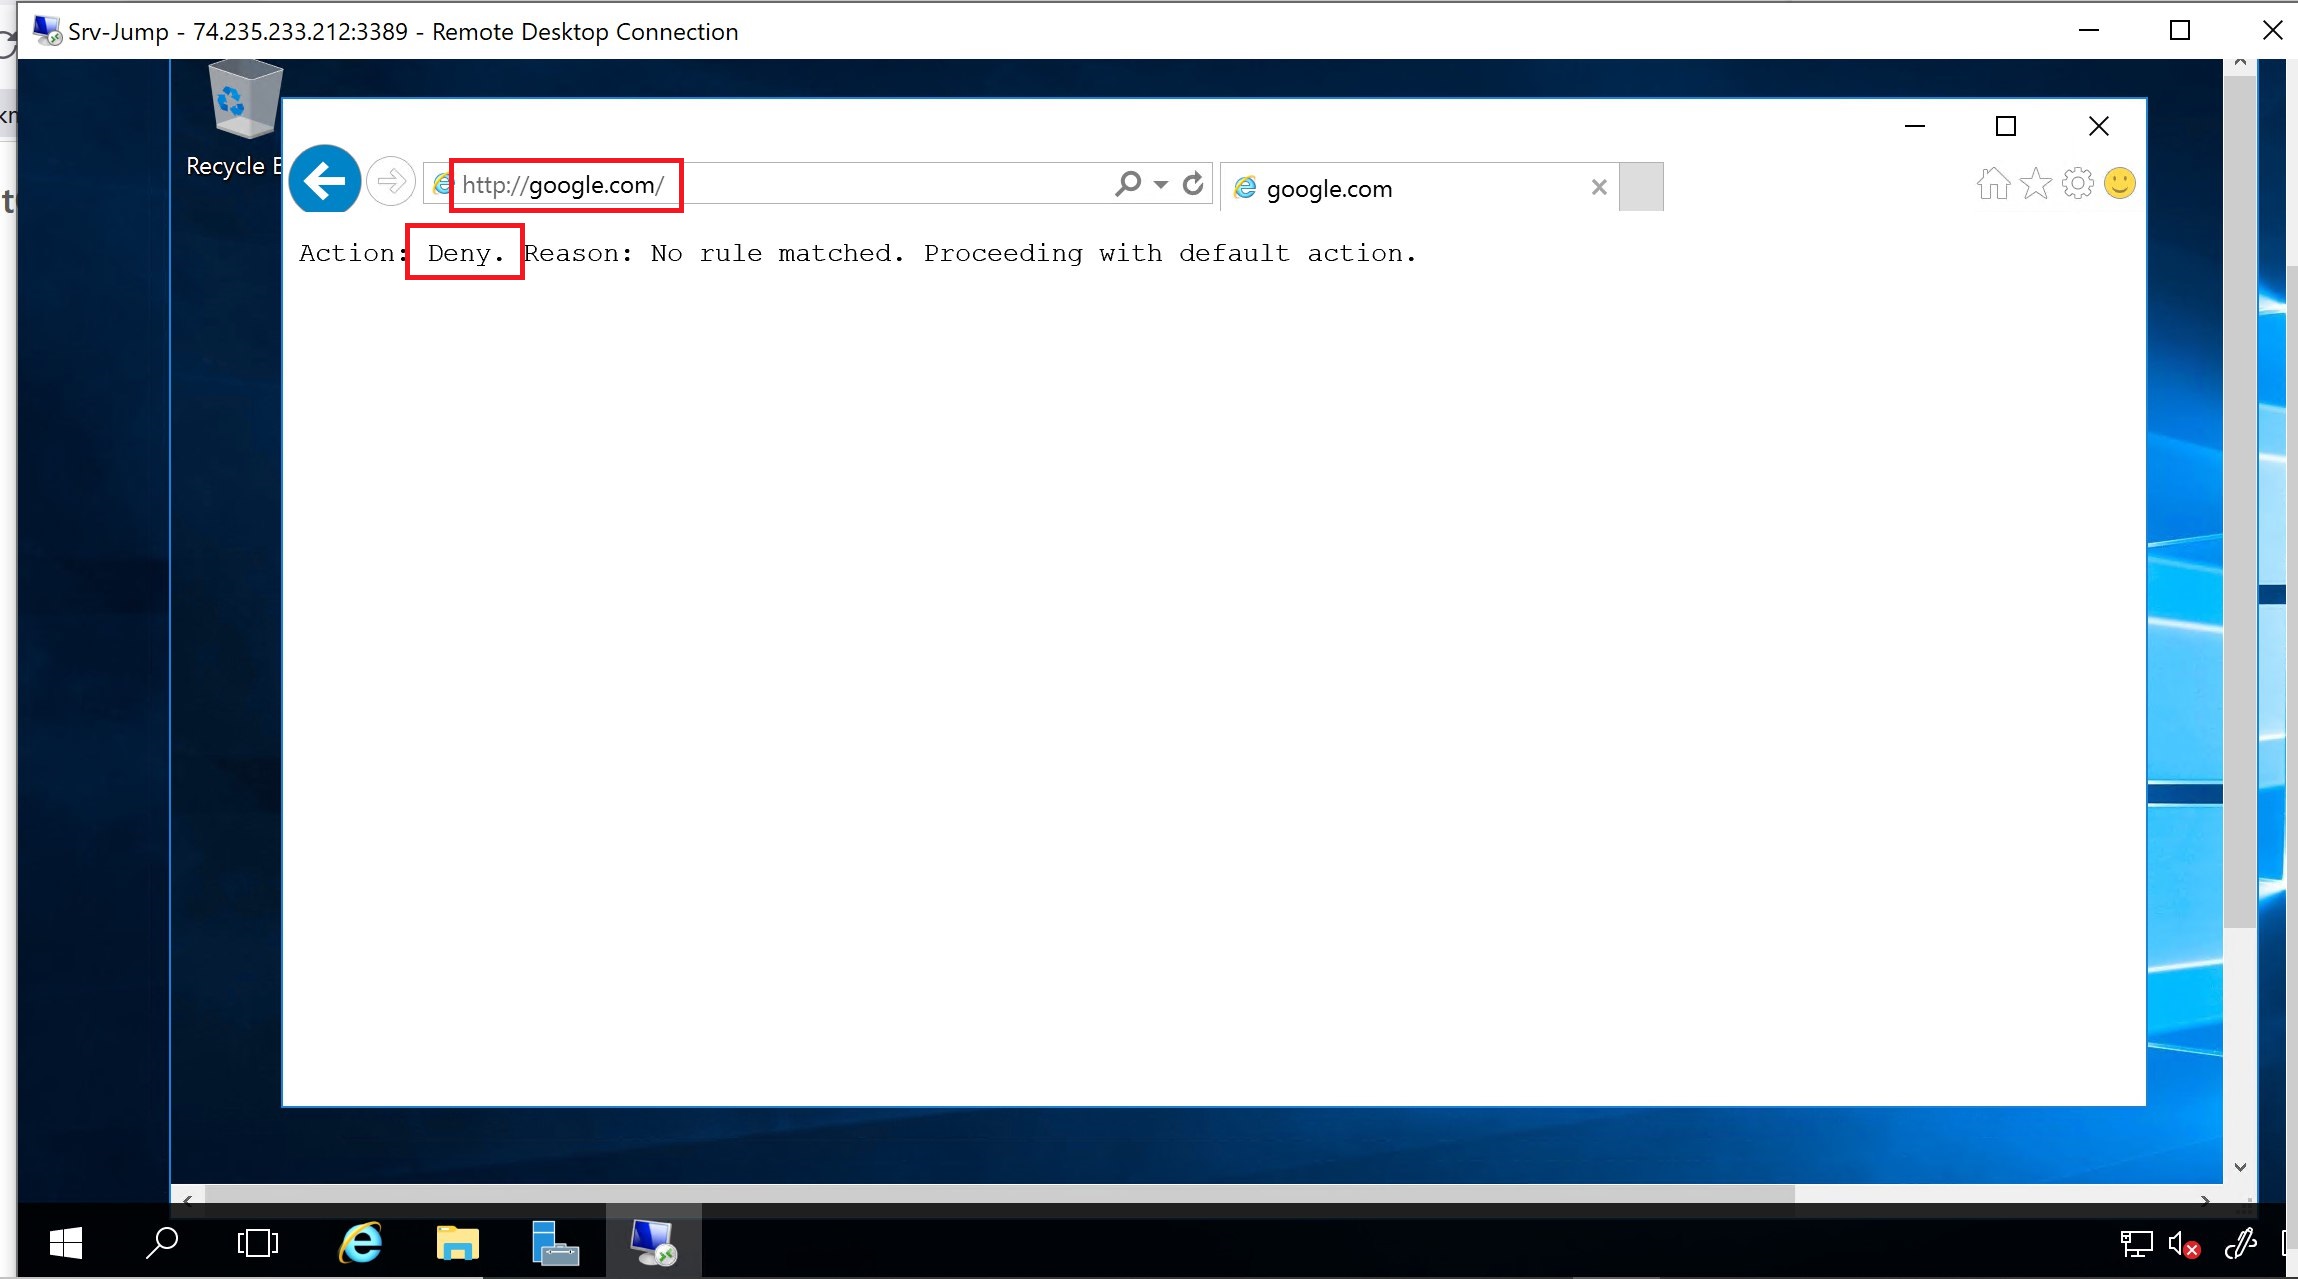 Srv-Jump - 74.235.233.212:3389 - Remote Desktop Connection
Recycle
http://google.com/
google.com
Action: Deny. Reason: No rule matched. Proceeding with default action.